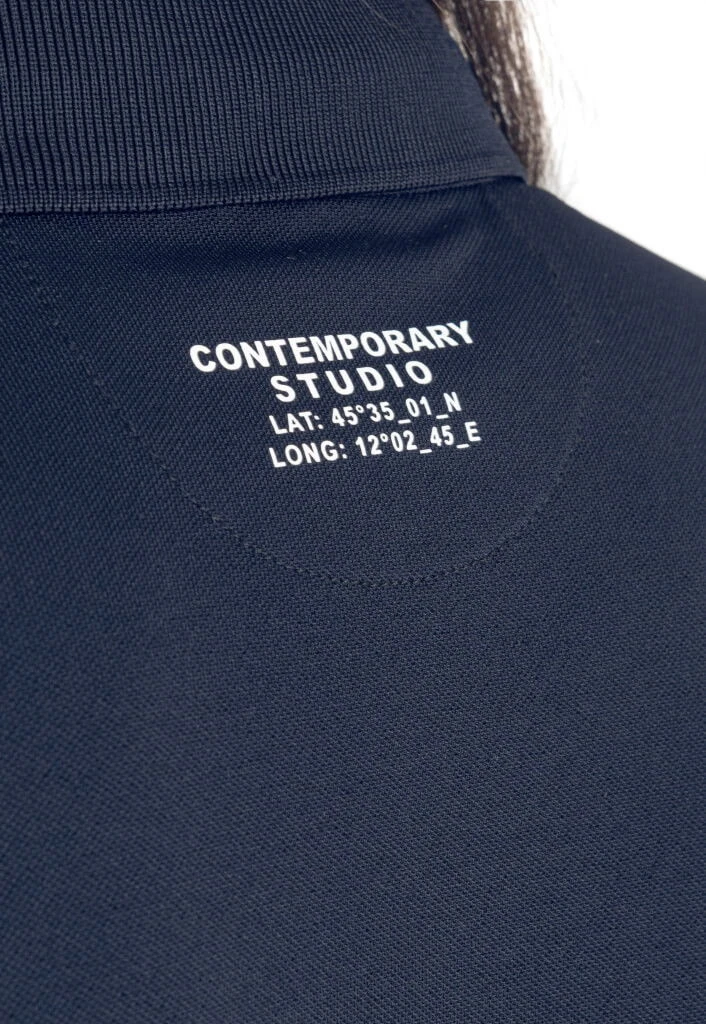 CONTEMPORARY
STUDIO
LAT: 45°35_01_N
LONG: 12°02_45_E